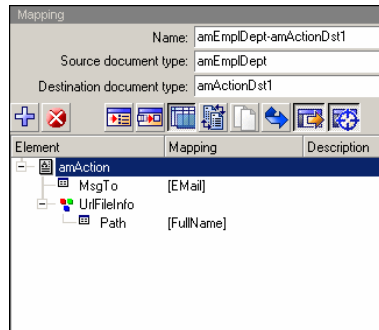 Mapping
Name: amEmplDept-amActionDst1
Source document type: amEmplDept
Destination document type: amActionDst1
Element Mapping Description
amAction
MsgTo [EMail]
UrlFileInfo
Path [FullName]